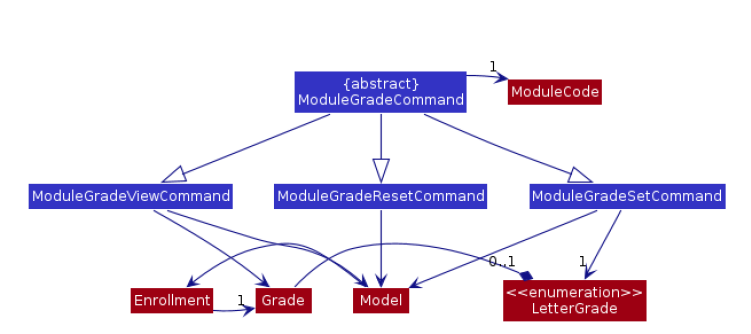 1
{abstract}
ModuleGradeCommand
ModuleCode
ModuleGradeViewCommand
ModuleGradeResetCommand
ModuleGradeSetCommand
0..1
1
Enrollment
1
Grade
Model
<<enumeration>>
LetterGrade